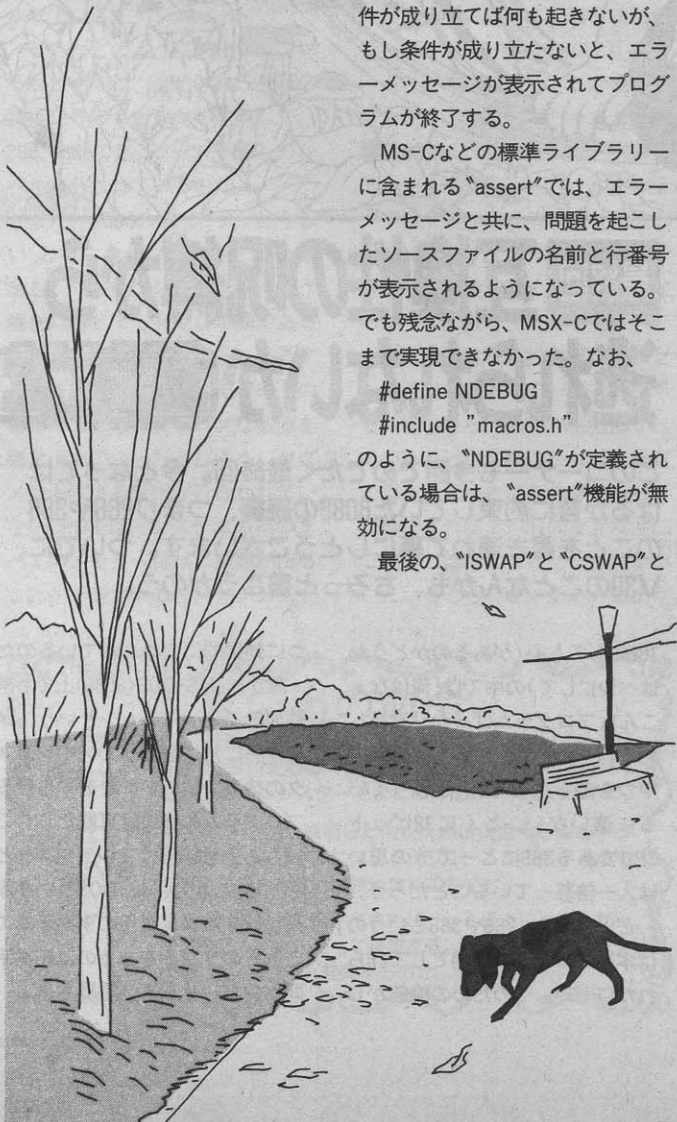 件が成り立てば何も起きないが、
もし条件が成り立たないと、エラ
ーメッセージが表示されてプログ
ラムが終了する。
MS-Cなどの標準ライブラリー
に含まれる〝assert〟では、エラー
メッセージと共に、問題を起こし
たソースファイルの名前と行番号
が表示されるようになっている。
でも残念ながら、MSX-Cではそこ
まで実現できなかった。なお、
#define NDEBUG
#include ”macros.h”
のように、〝NDEBUG〟が定義され
ている場合は、〝assert〟機能が無
効になる。
最後の、〝ISWAP〟と〝CSWAP〟と